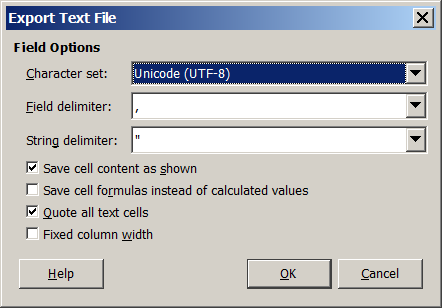 Export Text File
Field Options
Character set: Unicode (UTF-8)
Field delimiter: ,
String delimiter: "
Save cell content as shown
Save cell formulas instead of calculated values
Quote all text cells
Fixed column width
Help OK Cancel